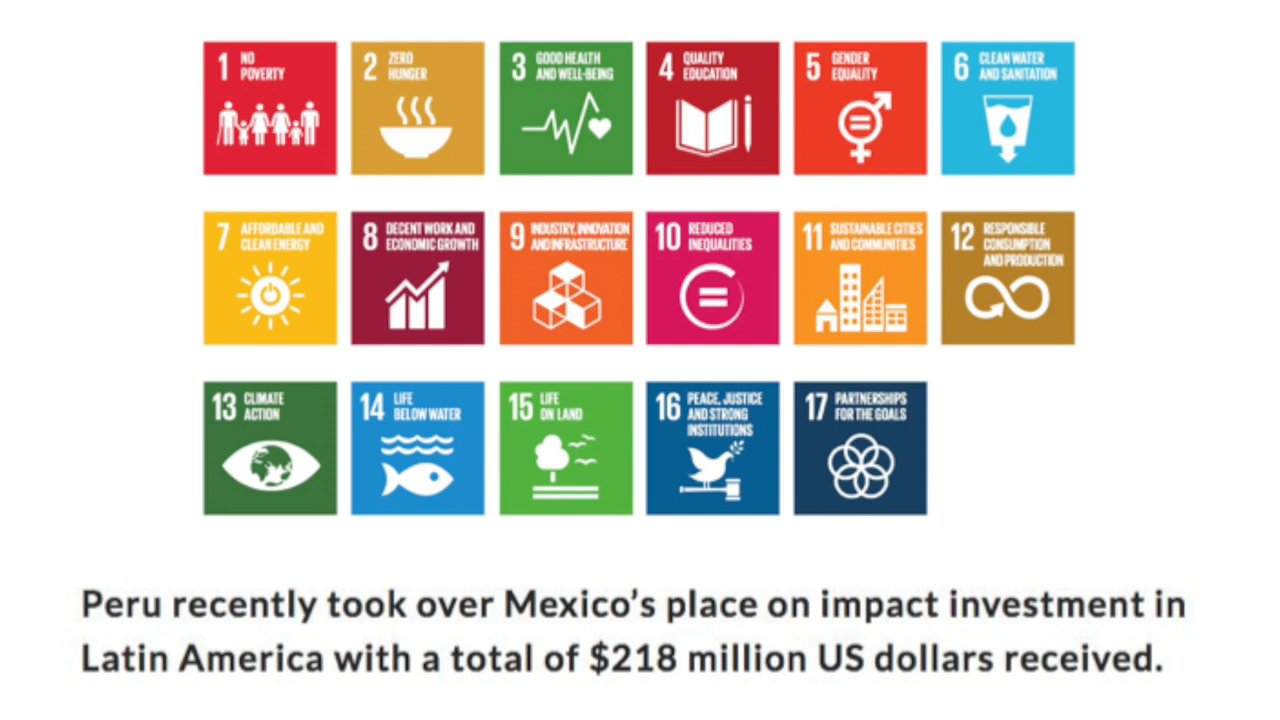 1 NO POVERTY
2 ZERO HUNGER
3 GOOD HEALTH AND WELL-BEING
4 QUALITY EDUCATION
5 GENDER EQUALITY
6 CLEAN WATER AND SANITATION
7 AFFORDABLE AND CLEAN ENERGY
8 DECENT WORK AND ECONOMIC GROWTH
9 INDUSTRY, INNOVATION AND INFRASTRUCTURE
10 REDUCED INEQUALITIES
11 SUSTAINABLE CITIES AND COMMUNITIES
12 RESPONSIBLE CONSUMPTION AND PRODUCTION
13 CLIMATE ACTION
14 LIFE BELOW WATER
15 LIFE ON LAND
16 PEACE, JUSTICE AND STRONG INSTITUTIONS
17 PARTNERSHIPS FOR THE GOALS
Peru recently took over Mexico’s place on impact investment in
Latin America with a total of $218 million US dollars received.